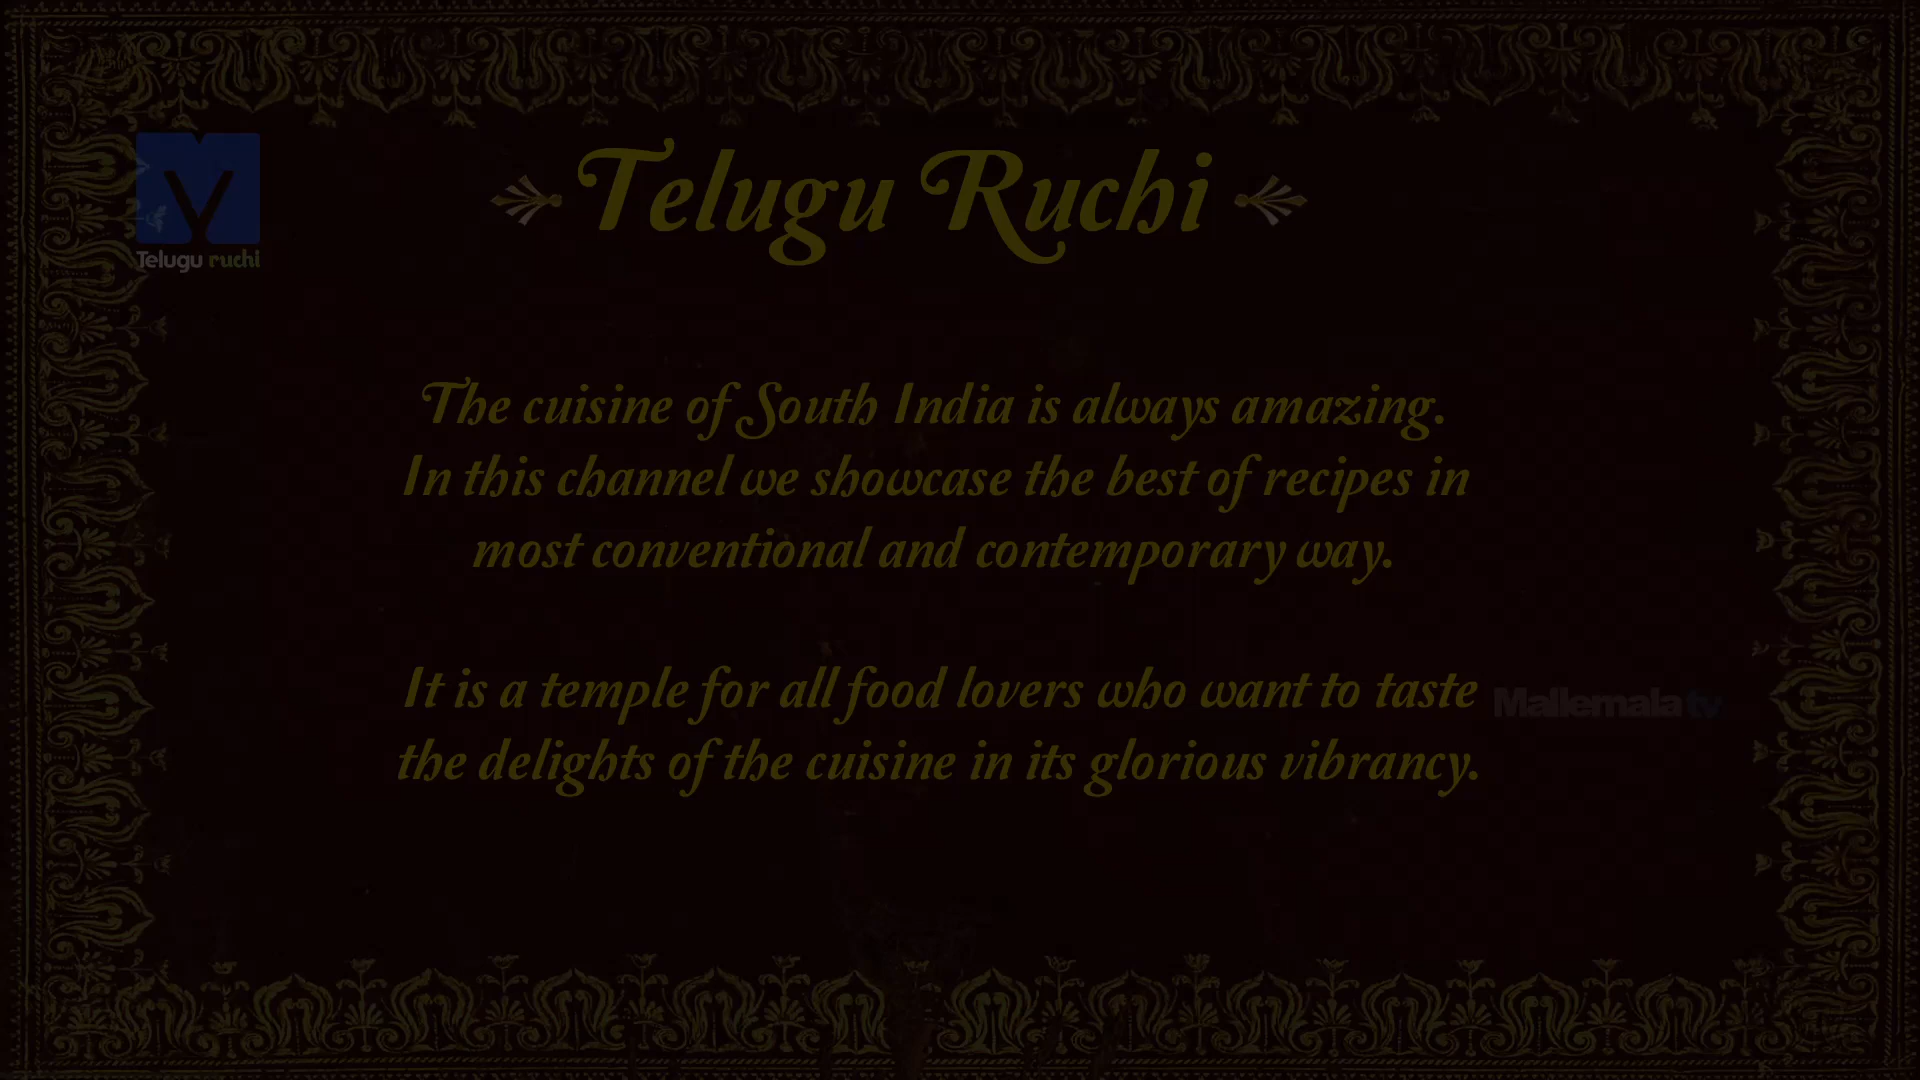 Telugu Ruchi
Telugu ruchi
The cuisine of South India is always amazing.
In this channel we showcase the best of recipes in
most conventional and contemporary way.
It is a temple for all food lovers who want to taste
the delights of the cuisine in its glorious vibrancy.
Mallemala tv